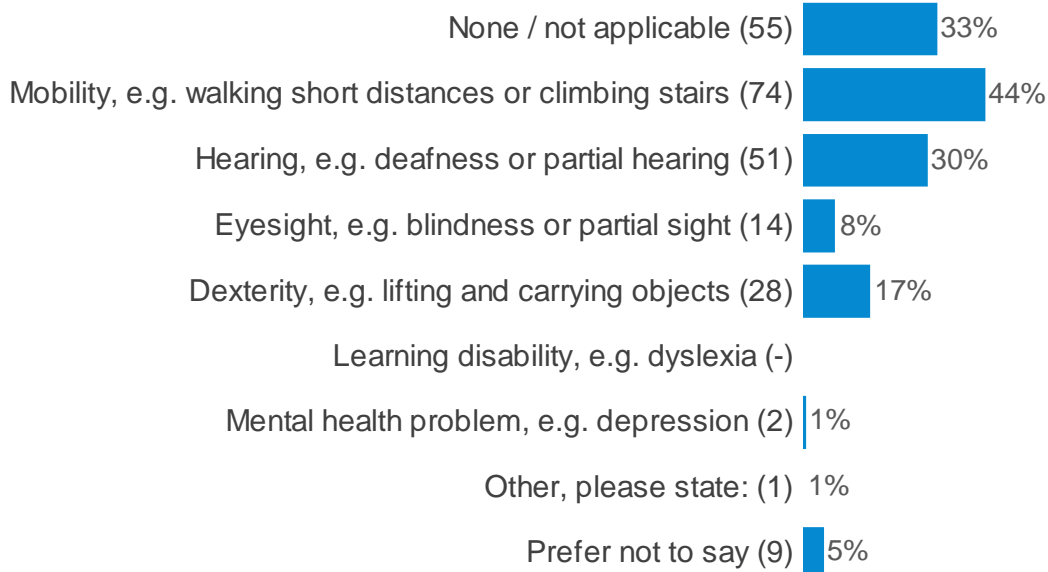 None / not applicable (55) 33%
Mobility, e.g. walking short distances or climbing stairs (74) 44%
Hearing, e.g. deafness or partial hearing (51) 30%
Eyesight, e.g. blindness or partial sight (14) 8%
Dexterity, e.g. lifting and carrying objects (28) 17%
Learning disability, e.g. dyslexia (-)
Mental health problem, e.g. depression (2) 1%
Other, please state: (1) 1%
Prefer not to say (9) 5%